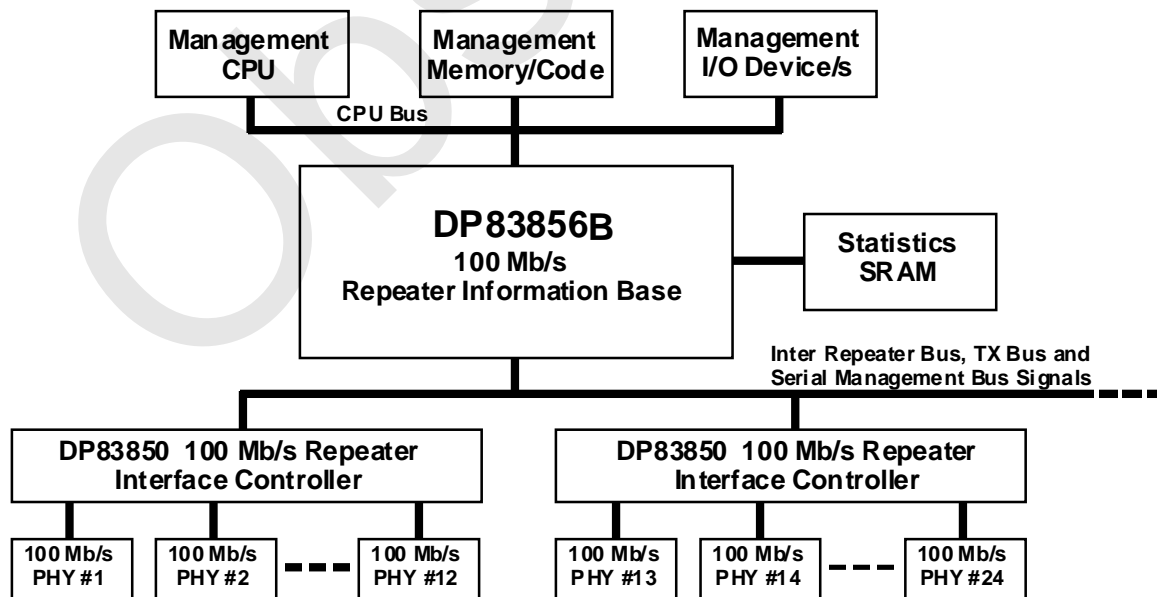 Management
CPU
Management
Memory/Code
Management
I/O Device/s
CPU Bus
DP83856B
100 Mb/s
Repeater Information Base
Statistics
SRAM
Inter Repeater Bus, TX Bus and
Serial Management Bus Signals
DP83850 100 Mb/s Repeater
Interface Controller
DP83850 100 Mb/s Repeater
Interface Controller
100 Mb/s
PHY #1
100 Mb/s
PHY #2
100 Mb/s
PHY #12
100 Mb/s
PHY #13
100 Mb/s
PHY #14
100 Mb/s
PHY #24